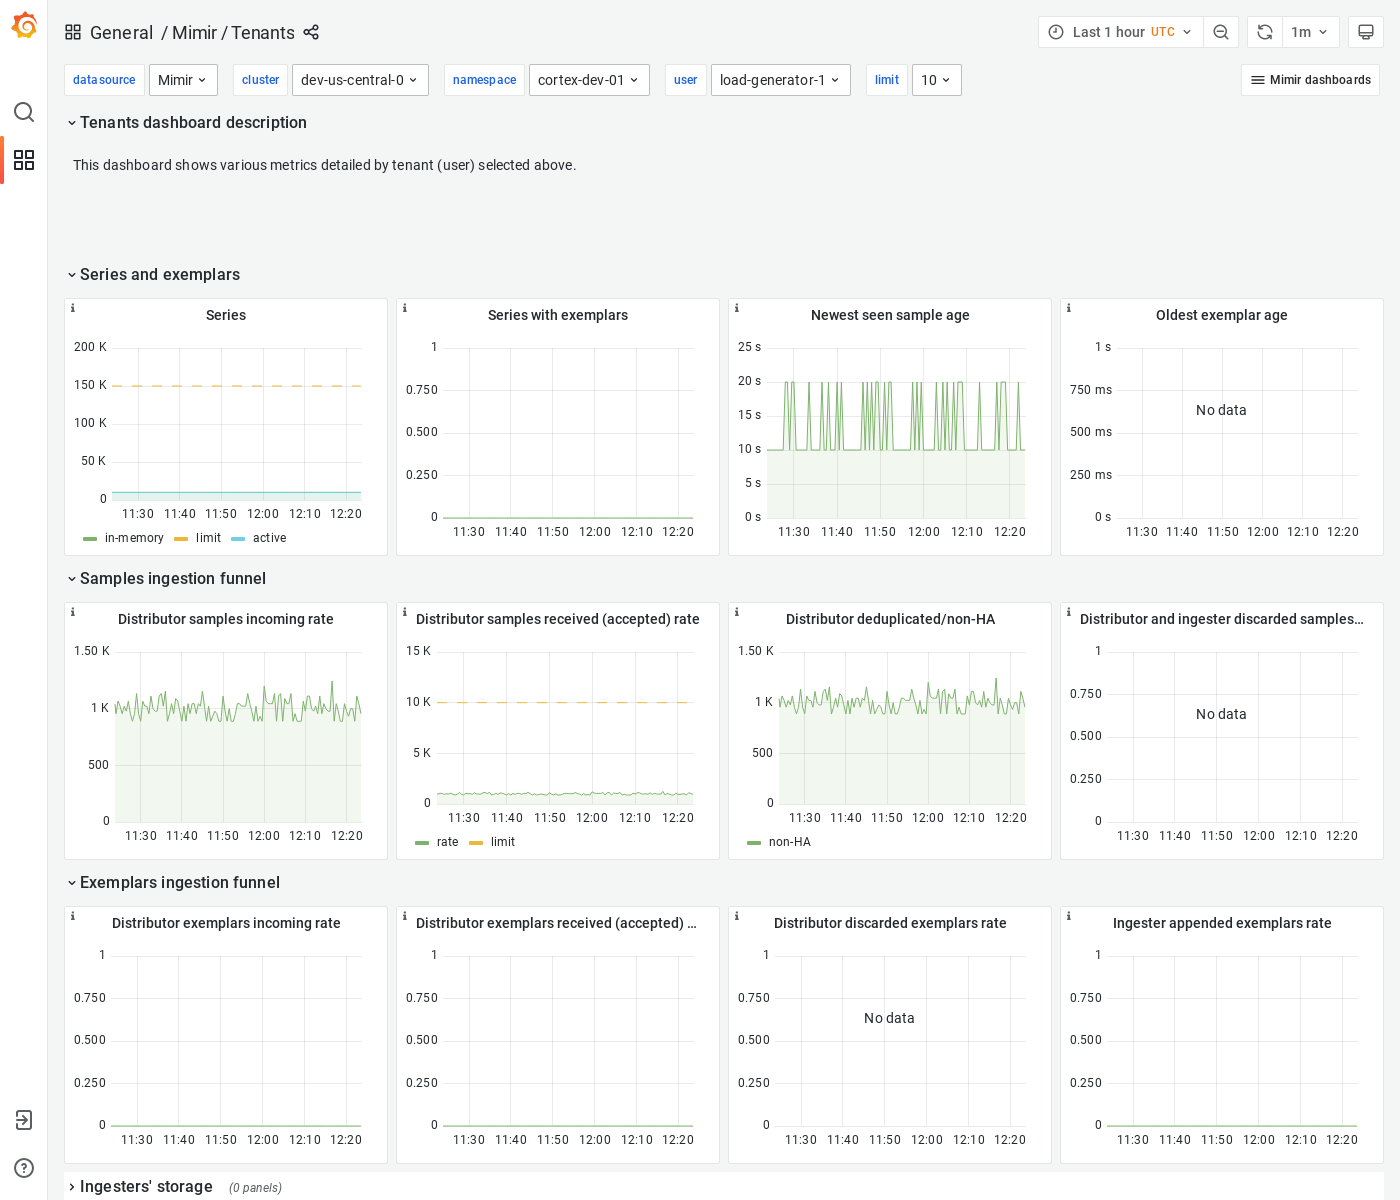 General / Mimir / Tenants
Last 1 hour UTC
1m
datasource Mimir cluster dev-us-central-0 namespace cortex-dev-01 user load-generator-1 limit 10 Mimir dashboards
Tenants dashboard description
This dashboard shows various metrics detailed by tenant (user) selected above.
Series and exemplars
Series
200 K
150 K
100 K
50 K
0
11:30 11:40 11:50 12:00 12:10 12:20
in-memory limit active
Series with exemplars
1
0.750
0.500
0.250
0
11:30 11:40 11:50 12:00 12:10 12:20
Newest seen sample age
25 s
20 s
15 s
10 s
5 s
0 s
11:30 11:40 11:50 12:00 12:10 12:20
Oldest exemplar age
1 s
750 ms
No data
500 ms
250 ms
0 s
11:30 11:40 11:50 12:00 12:10 12:20
Samples ingestion funnel
Distributor samples incoming rate
1.50 K
1 K
500
0
11:30 11:40 11:50 12:00 12:10 12:20
Distributor samples received (accepted) rate
15 K
10 K
5 K
0
11:30 11:40 11:50 12:00 12:10 12:20
rate limit
Distributor deduplicated/non-HA
1.50 K
1 K
500
0
11:30 11:40 11:50 12:00 12:10 12:20
non-HA
Distributor and ingester discarded samples...
1
0.750
No data
0.500
0.250
0
11:30 11:40 11:50 12:00 12:10 12:20
Exemplars ingestion funnel
Distributor exemplars incoming rate
1
0.750
0.500
0.250
0
11:30 11:40 11:50 12:00 12:10 12:20
Distributor exemplars received (accepted) ...
1
0.750
0.500
0.250
0
11:30 11:40 11:50 12:00 12:10 12:20
Distributor discarded exemplars rate
1
0.750
No data
0.500
0.250
0
11:30 11:40 11:50 12:00 12:10 12:20
Ingester appended exemplars rate
1
0.750
0.500
0.250
0
11:30 11:40 11:50 12:00 12:10 12:20
Ingesters' storage (0 panels)